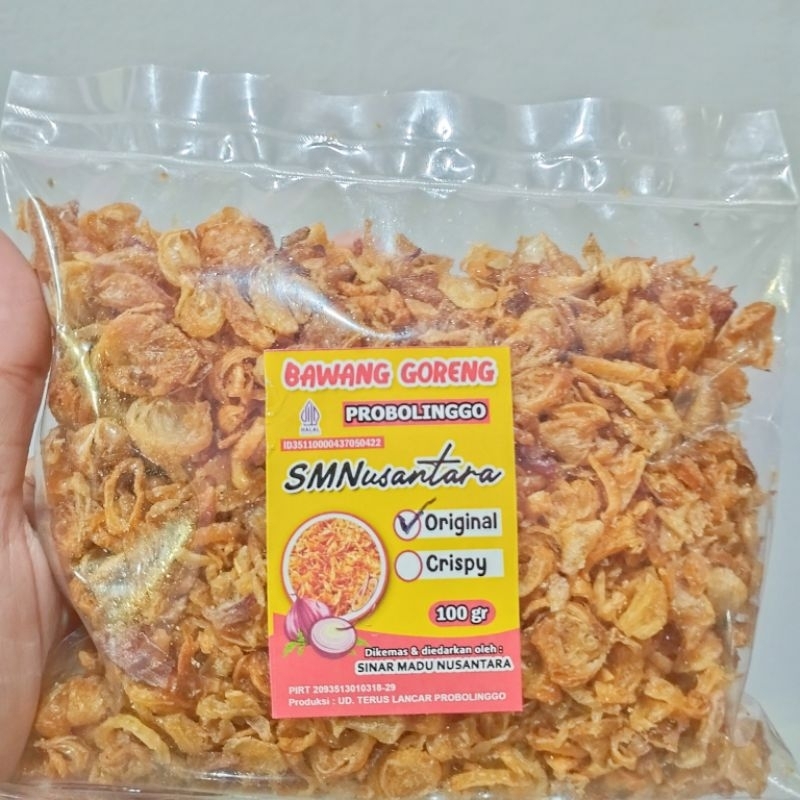 BAWANG GORENG
HALAL
PROBOLINGGO
ID35110000437050422
SMNusantara
Original
Crispy
100 gr
Dikemas & diedarkan oleh :
SINAR MADU NUSANTARA
PIRT 2093513010318-29
Produksi : UD. TERUS LANCAR PROBOLINGGO